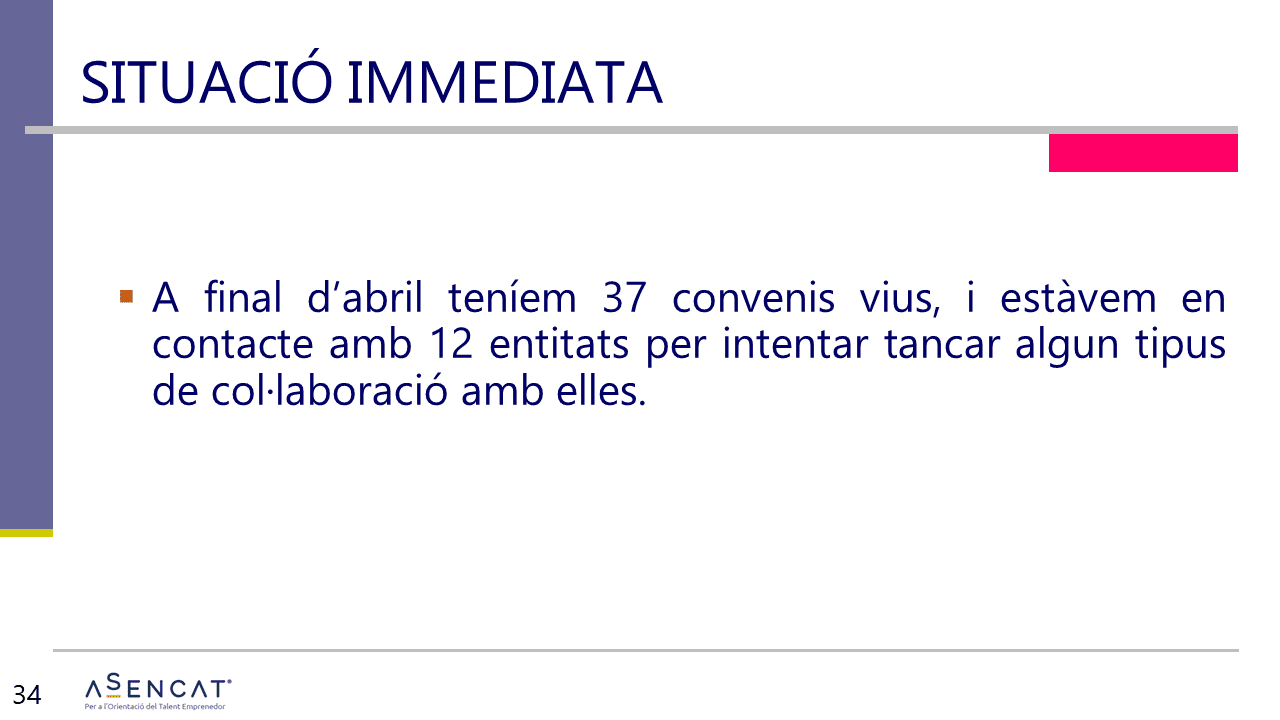 SITUACIÓ IMMEDIATA
A final d’abril teníem 37 convenis vius, i estàvem en
contacte amb 12 entitats per intentar tancar algun tipus
de col·laboració amb elles.
34
ASENCAT®
Per a l'Orientació del Talent Emprenedor